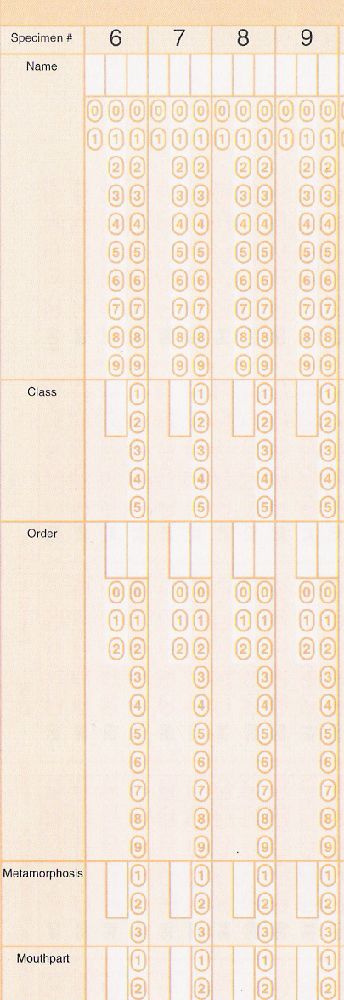 Specimen # 6 7 8 9
Name
0 0 0 0 0 0 0 0 0 0 0 0
1 1 1 1 1 1 1 1 1 1 1 1
2 2 2 2 2 2 2 2
3 3 3 3 3 3 3 3
4 4 4 4 4 4 4 4
5 5 5 5 5 5 5 5
6 6 6 6 6 6 6 6
7 7 7 7 7 7 7 7
8 8 8 8 8 8 8 8
9 9 9 9 9 9 9 9
Class 1 1 1 1
2 2 2 2
3 3 3 3
4 4 4 4
5 5 5 5
Order
0 0 0 0 0 0 0 0
1 1 1 1 1 1 1 1
2 2 2 2 2 2 2 2
3 3 3 3
4 4 4 4
5 5 5 5
6 6 6 6
7 7 7 7
8 8 8 8
9 9 9 9
Metamorphosis 1 1 1 1
2 2 2 2
3 3 3 3
Mouthpart 1 1 1 1
2 2 2 2